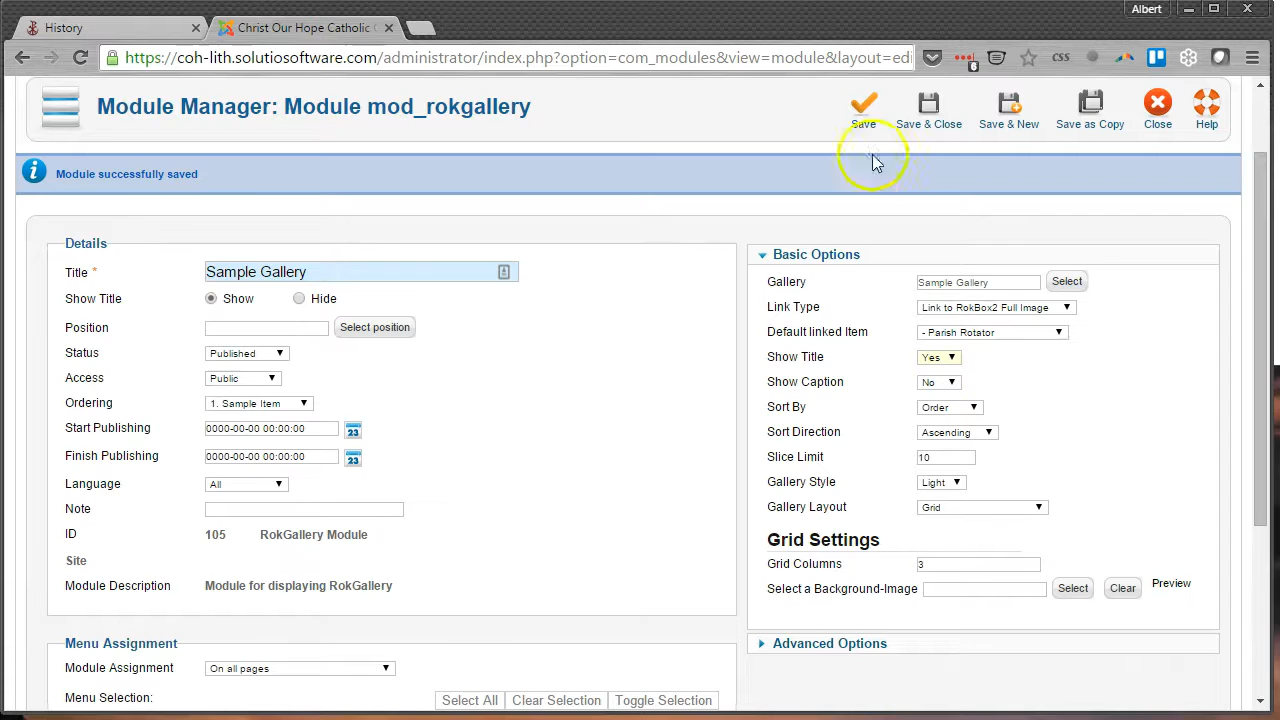 Albert
History
Christ Our Hope Catholic
https://coh-lith.solutiosoftware.com/administrator/index.php?option=com_modules&view=module&layout=edi
CSS
6
Module Manager: Module mod_rokgallery
Save
Save & Close
Save & New
Save as Copy
Close
Help
Module successfully saved
Details
Title *
Sample Gallery
Show Title
Show
Hide
Position
Select position
Status
Published
Access
Public
Ordering
1. Sample Item
Start Publishing
0000-00-00 00:00:00
23
Finish Publishing
0000-00-00 00:00:00
23
Language
All
Note
ID
105
RokGallery Module
Site
Module Description
Module for displaying RokGallery
Menu Assignment
Module Assignment
On all pages
Menu Selection:
Select All
Clear Selection
Toggle Selection
Basic Options
Gallery
Sample Gallery
Select
Link Type
Link to RokBox2 Full Image
Default linked Item
- Parish Rotator
Show Title
Yes
Show Caption
No
Sort By
Order
Sort Direction
Ascending
Slice Limit
10
Gallery Style
Light
Gallery Layout
Grid
Grid Settings
Grid Columns
3
Select a Background-Image
Select
Clear
Preview
Advanced Options